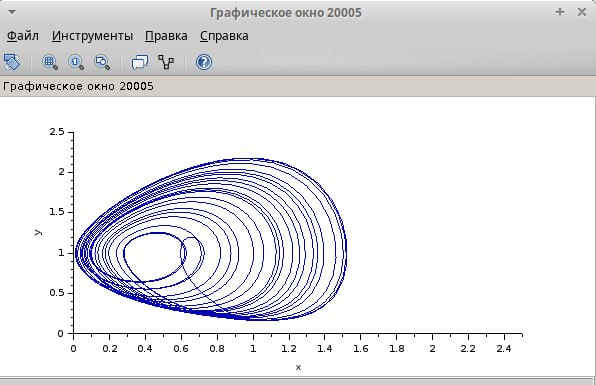 Графическое окно 20005
Файл Инструменты Правка Справка
Графическое окно 20005
2.5
2
1.5
y
1
0.5
0
0 0.2 0.4 0.6 0.8 1 1.2 1.4 1.6 1.8 2 2.2 2.4
x